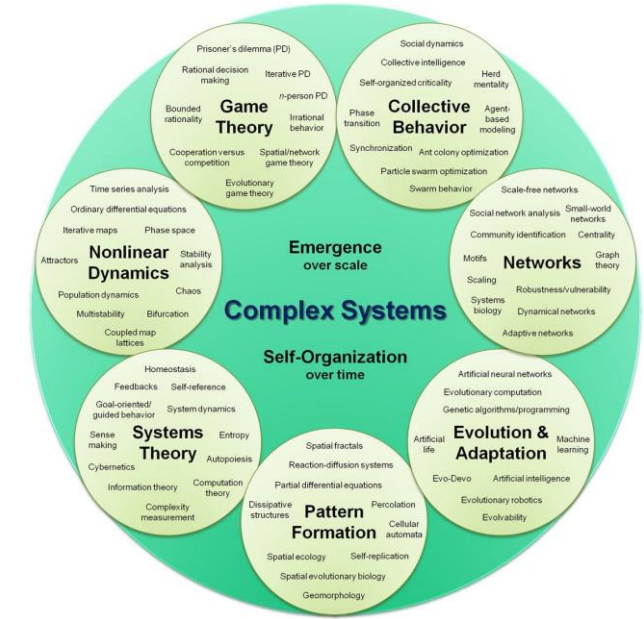 Prisoner's dilemma (PD)
Rational decision
making
Iterative PD
n-person PD
Bounded
rationality
Game
Theory
Irrational
behavior
Cooperation versus
competition
Spatial/network
game theory
Evolutionary
game theory
Social dynamics
Collective intelligence
Self-organized criticality
Herd
mentality
Phase
transition
Collective
Behavior
Agent-
based
modeling
Synchronization
Ant colony optimization
Particle swarm optimization
Swarm behavior
Time series analysis
Ordinary differential equations
Iterative maps
Phase space
Attractors
Nonlinear
Dynamics
Stability
analysis
Population dynamics
Chaos
Multistability
Bifurcation
Coupled map
lattices
Emergence
over scale
Complex Systems
Self-Organization
over time
Scale-free networks
Social network analysis
Small-world
networks
Community identification
Centrality
Motifs
Networks
Graph
theory
Scaling
Robustness/vulnerability
Systems
biology
Dynamical networks
Adaptive networks
Homeostasis
Feedbacks
Self-reference
Goal-oriented/
guided behavior
System dynamics
Sense
making
Systems
Theory
Entropy
Autopoiesis
Cybernetics
Information theory
Computation
theory
Complexity
measurement
Spatial fractals
Reaction-diffusion systems
Partial differential equations
Dissipative
structures
Percolation
Pattern
Formation
Cellular
automata
Spatial ecology
Self-replication
Spatial evolutionary biology
Geomorphology
Artificial neural networks
Evolutionary computation
Genetic algorithms/programming
Artificial
life
Evolution &
Adaptation
Machine
learning
Evo-Devo
Artificial intelligence
Evolutionary robotics
Evolvability